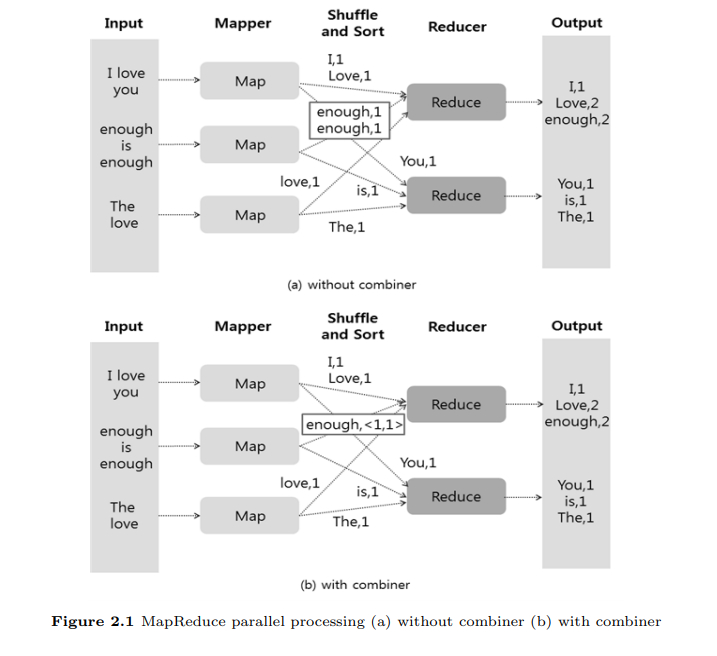 Input
Mapper
Shuffle
and Sort
Reducer
Output
I love
you
enough
is
enough
The
love
Map
Map
Map
I,1
Love,1
enough,1
enough,1
You,1
love,1
is,1
The,1
Reduce
Reduce
I,1
Love,2
enough,2
You,1
is,1
The,1
(a) without combiner
Input
Mapper
Shuffle
and Sort
Reducer
Output
I love
you
enough
is
enough
The
love
Map
Map
Map
I,1
Love,1
enough,<1,1>
You,1
love,1
is,1
The,1
Reduce
Reduce
I,1
Love,2
enough,2
You,1
is,1
The,1
(b) with combiner
Figure 2.1 MapReduce parallel processing (a) without combiner (b) with combiner